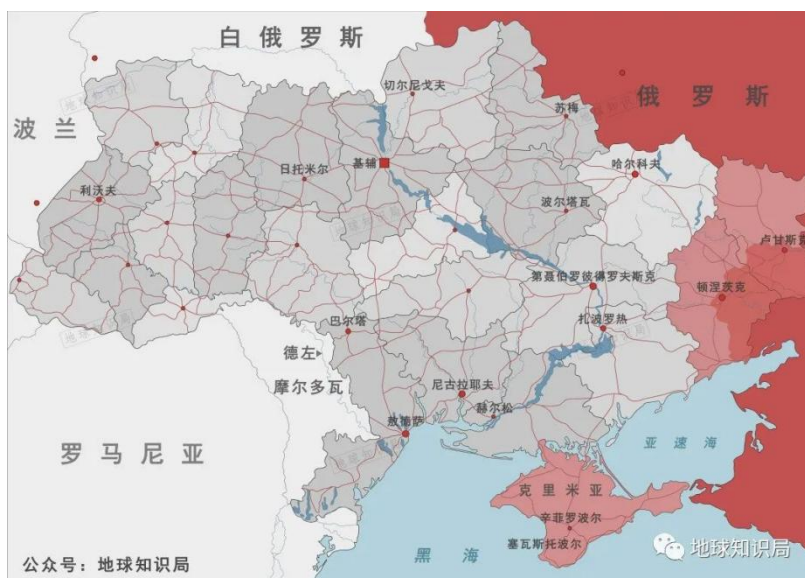 白俄罗斯
切尔尼戈夫
俄罗斯
苏梅
波兰
基辅
哈尔科夫
日托米尔
利沃夫
波尔塔瓦
卢甘斯克
第聂伯罗彼得罗夫斯克
顿涅茨克
扎波罗热
巴尔塔
德左
摩尔多瓦
尼古拉耶夫
赫尔松
敖德萨
罗马尼亚
亚速海
克里米亚
辛菲罗波尔
塞瓦斯托波尔
黑海
地球知识局
公众号：地球知识局